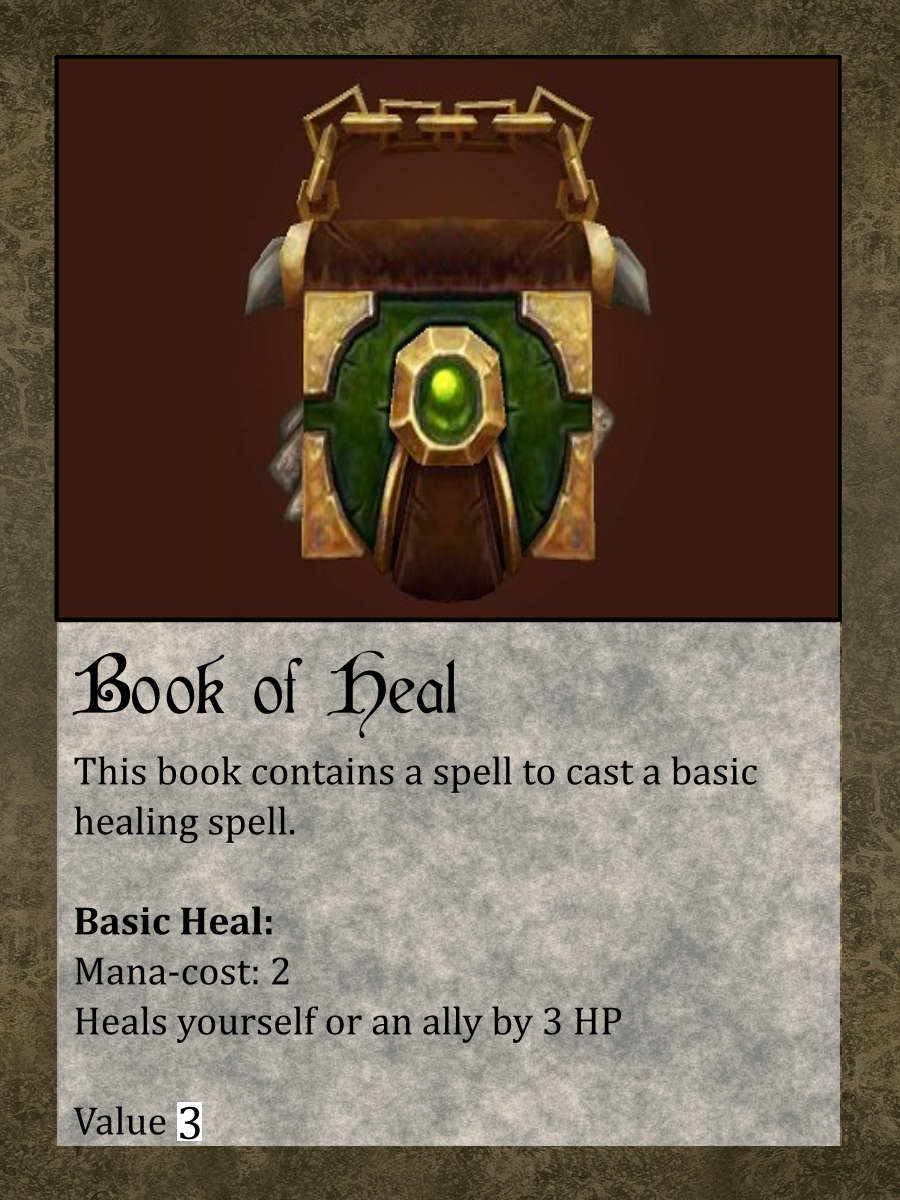 Book of Heal
This book contains a spell to cast a basic
healing spell.
Basic Heal:
Mana-cost: 2
Heals yourself or an ally by 3 HP
Value 3